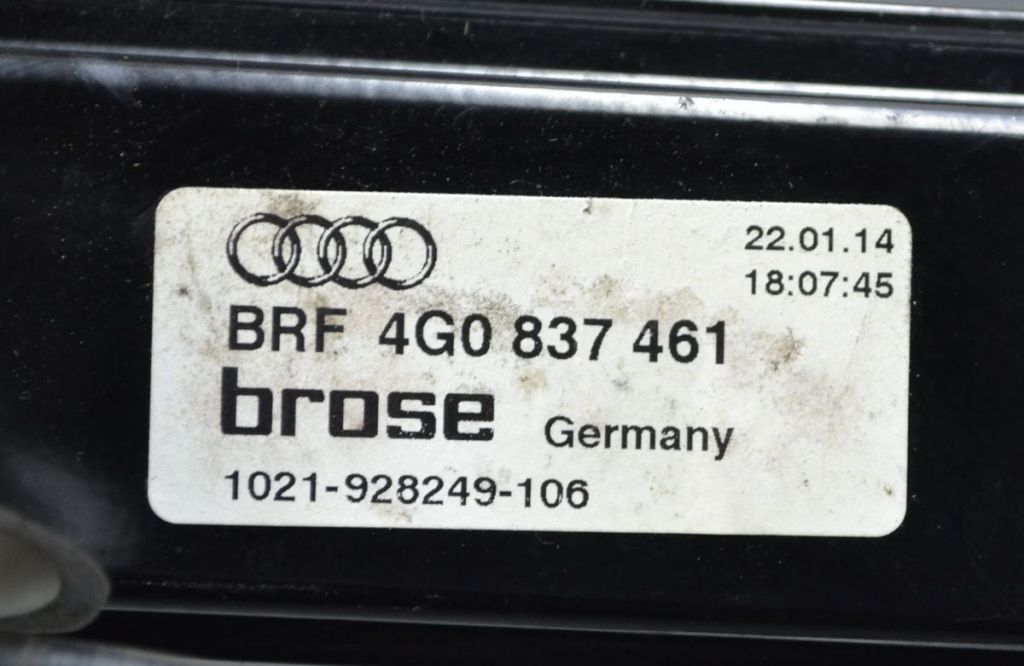 22.01.14
18:07:45
BRF 4G0 837 461
brose Germany
1021-928249-106